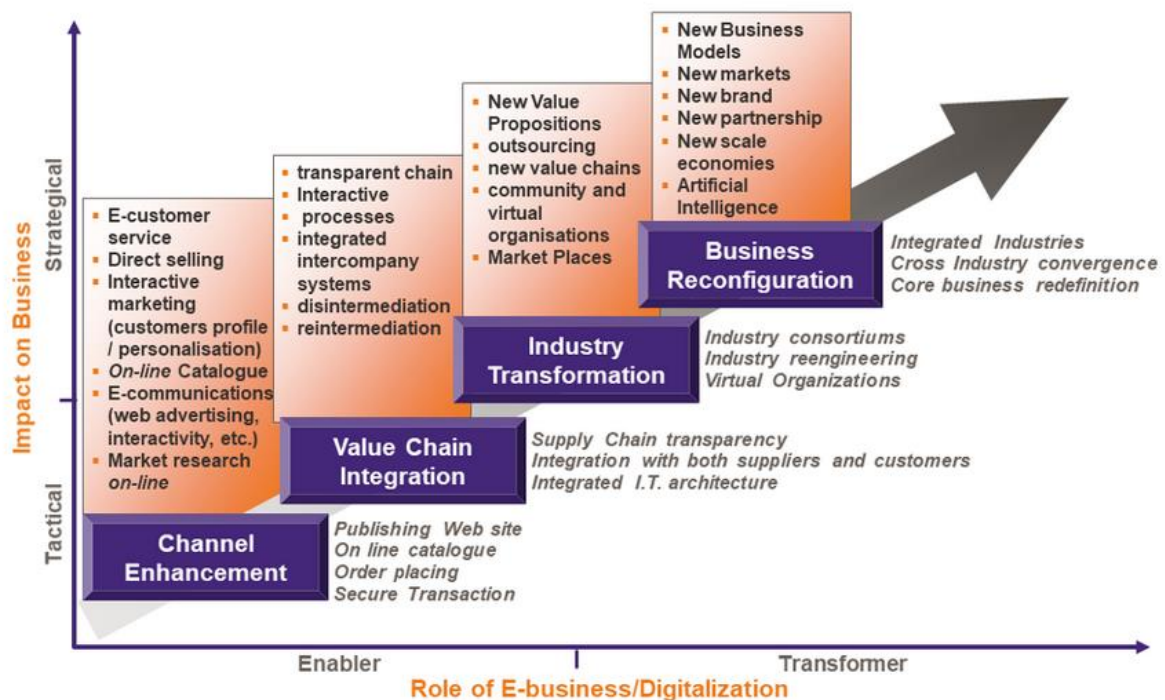 Impact on Business
Strategical
Tactical
▪ E-customer
service
▪ Direct selling
▪ Interactive
marketing
(customers profile
/ personalisation)
▪ On-line Catalogue
▪ E-communications
(web advertising,
interactivity, etc.)
▪ Market research
on-line
Channel
Enhancement
Publishing Web site
On line catalogue
Order placing
Secure Transaction
▪ transparent chain
▪ Interactive
▪ processes
▪ integrated
intercompany
systems
▪ disintermediation
▪ reintermediation
Value Chain
Integration
Supply Chain transparency
Integration with both suppliers and customers
Integrated I.T. architecture
▪ New Value
Propositions
▪ outsourcing
▪ new value chains
▪ community and
virtual
organisations
▪ Market Places
Industry
Transformation
Industry consortiums
Industry reengineering
Virtual Organizations
▪ New Business
Models
▪ New markets
▪ New brand
▪ New partnership
▪ New scale
economies
▪ Artificial
Intelligence
Business
Reconfiguration
Integrated Industries
Cross Industry convergence
Core business redefinition
Enabler
Transformer
Role of E-business/Digitalization